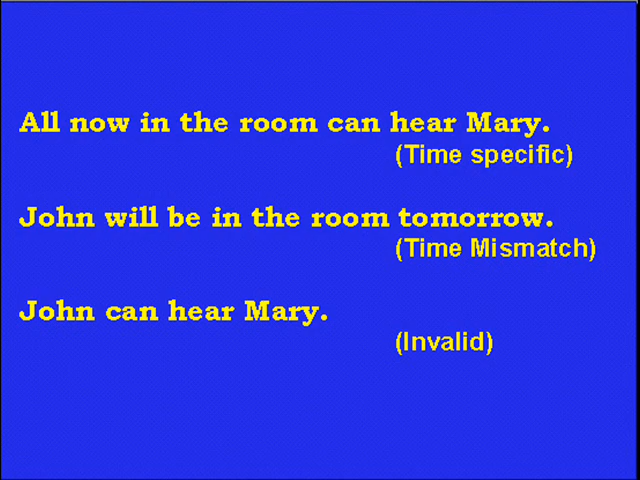 All now in the room can hear Mary.
(Time specific)
John will be in the room tomorrow.
(Time Mismatch)
John can hear Mary.
(Invalid)